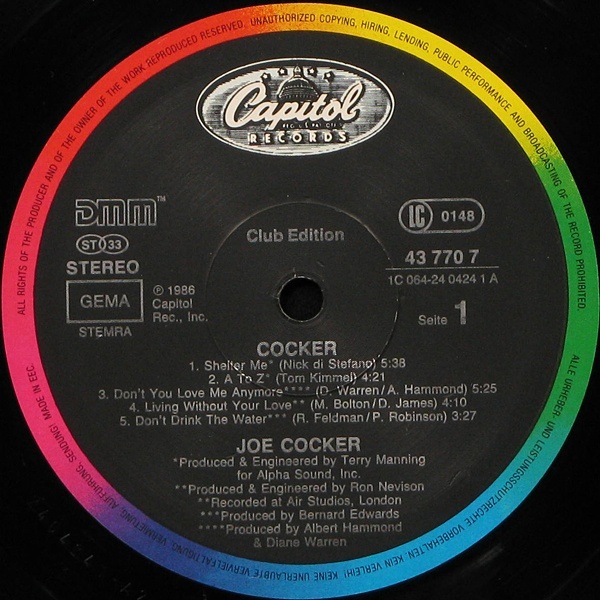 ALL RIGHTS OF THE PRODUCER AND OF THE OWNER OF THE WORK REPRODUCED RESERVED. UNAUTHORIZED COPYING, HIRING, LENDING, PUBLIC PERFORMANCE AND BROADCASTING OF THE RECORD PROHIBITED.
Capitol
RECORDS
DMM™
ST 33
STEREO
GEMA
STEMRA
Club Edition
LC 0148
43 770 7
1C 064-24 0424 1 A
Seite 1
℗ 1986
Capitol
Rec., Inc.
COCKER
1. Shelter Me* (Nick di Stefano) 5:38
2. A To Z* (Tom Kimmel) 4:21
3. Don't You Love Me Anymore**** (D. Warren/A. Hammond) 5:25
4. Living Without Your Love** (M. Bolton/D. James) 4:10
5. Don't Drink The Water*** (R. Feldman/P. Robinson) 3:27
JOE COCKER
*Produced & Engineered by Terry Manning
for Alpha Sound, Inc.
**Produced & Engineered by Ron Nevison
**Recorded at Air Studios, London
***Produced by Bernard Edwards
****Produced by Albert Hammond
& Diane Warren
ALLE URHEBER- UND LEISTUNGSSCHUTZRECHTE VORBEHALTEN. KEIN VERLEIH! KEINE UNERLAUBTE VERVIELFÄLTIGUNG, VERMIETUNG, AUFFÜHRUNG, SENDUNG! MADE IN EEC.